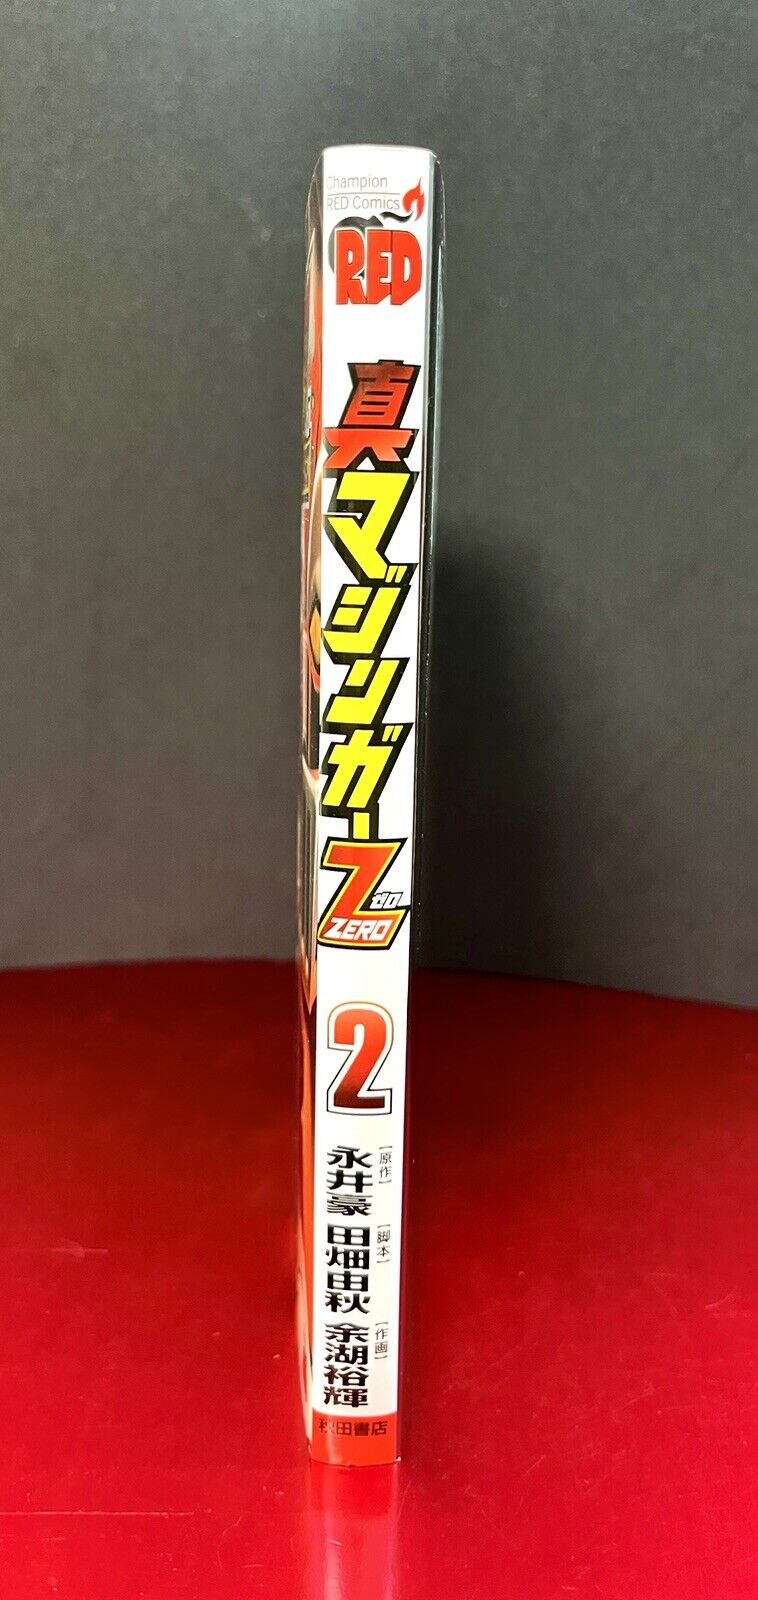 Champion
RED Comics
RED
真マジンガーZ
ゼロ
ZERO
2
[原作]
永井豪
[脚本]
田畑由秋
[作画]
余湖裕輝
秋田書店